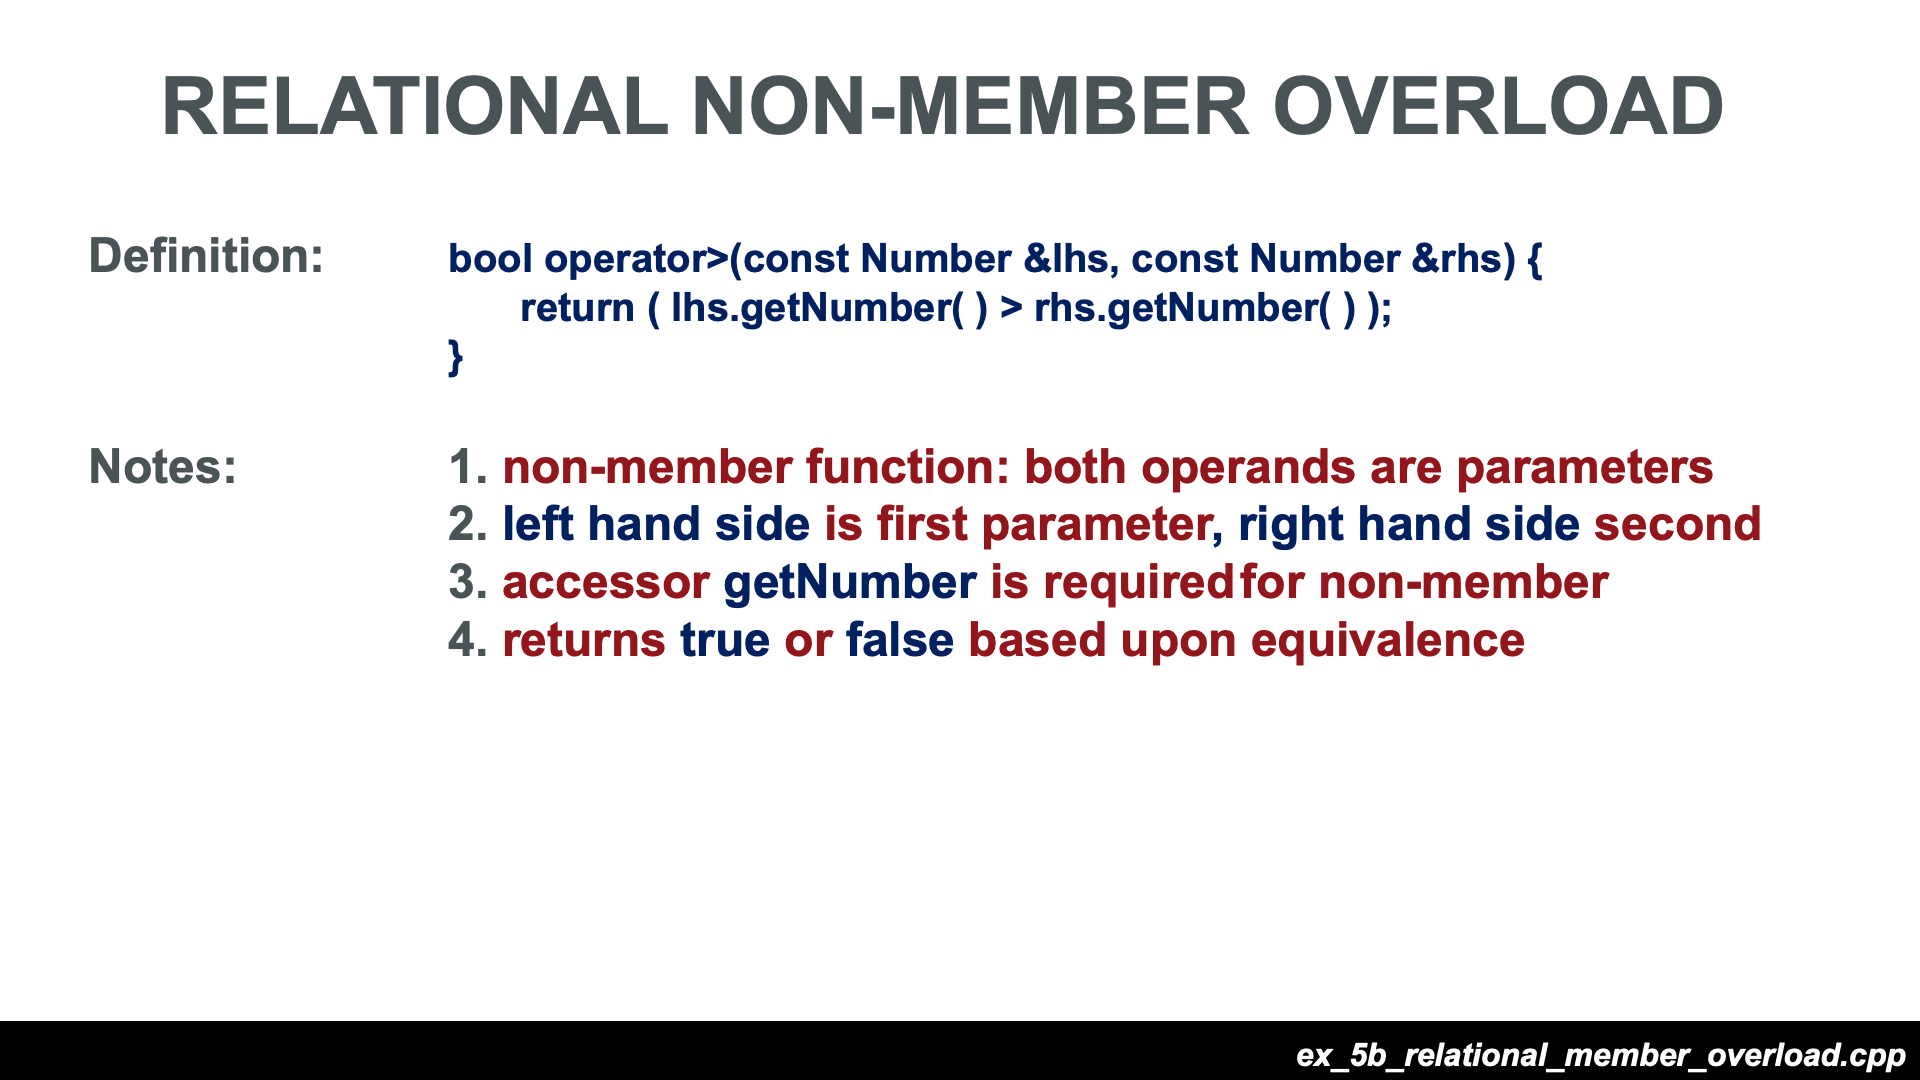 RELATIONAL NON-MEMBER OVERLOAD
Definition:
bool operator>(const Number &lhs, const Number &rhs) {
return ( lhs.getNumber( ) > rhs.getNumber( ) );
}
Notes:
1. non-member function: both operands are parameters
2. left hand side is first parameter, right hand side second
3. accessor getNumber is required for non-member
4. returns true or false based upon equivalence
ex_5b_relational_member_overload.cpp